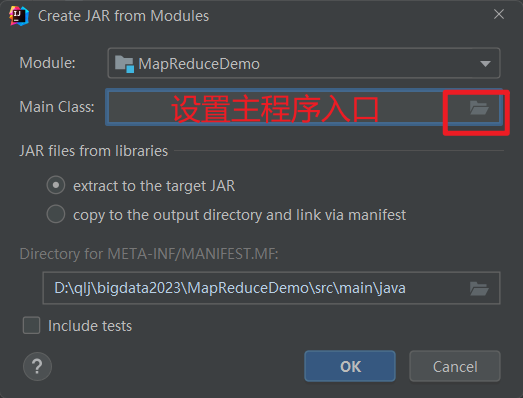 Create JAR from Modules
Module: MapReduceDemo
Main Class: 设置主程序入口
JAR files from libraries
extract to the target JAR
copy to the output directory and link via manifest
Directory for META-INF/MANIFEST.MF:
D:\qlj\bigdata2023\MapReduceDemo\src\main\java
Include tests
? OK Cancel